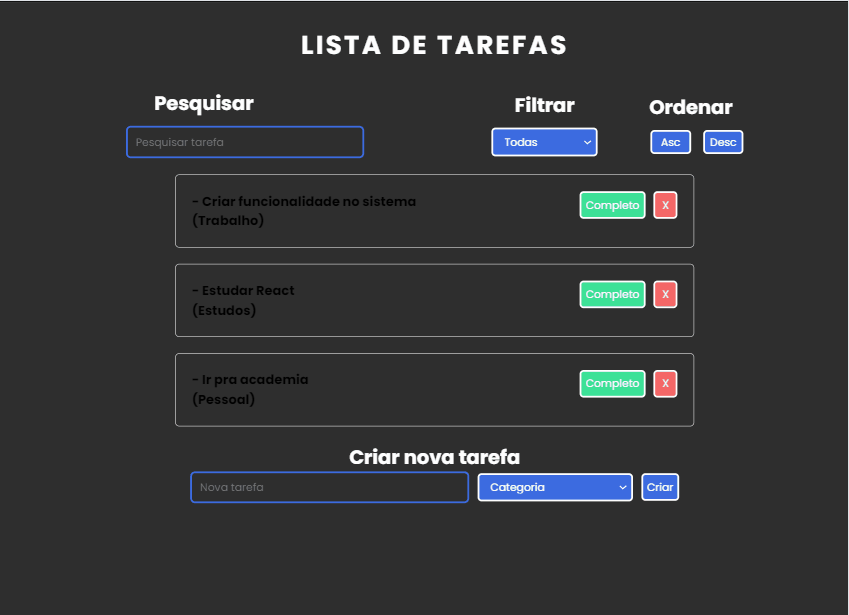 LISTA DE TAREFAS
Pesquisar
Filtrar
Ordenar
Pesquisar tarefa
Todas
Asc
Desc
- Criar funcionalidade no sistema
(Trabalho)
Completo
X
- Estudar React
(Estudos)
Completo
X
- Ir pra academia
(Pessoal)
Completo
X
Criar nova tarefa
Nova tarefa
Categoria
Criar